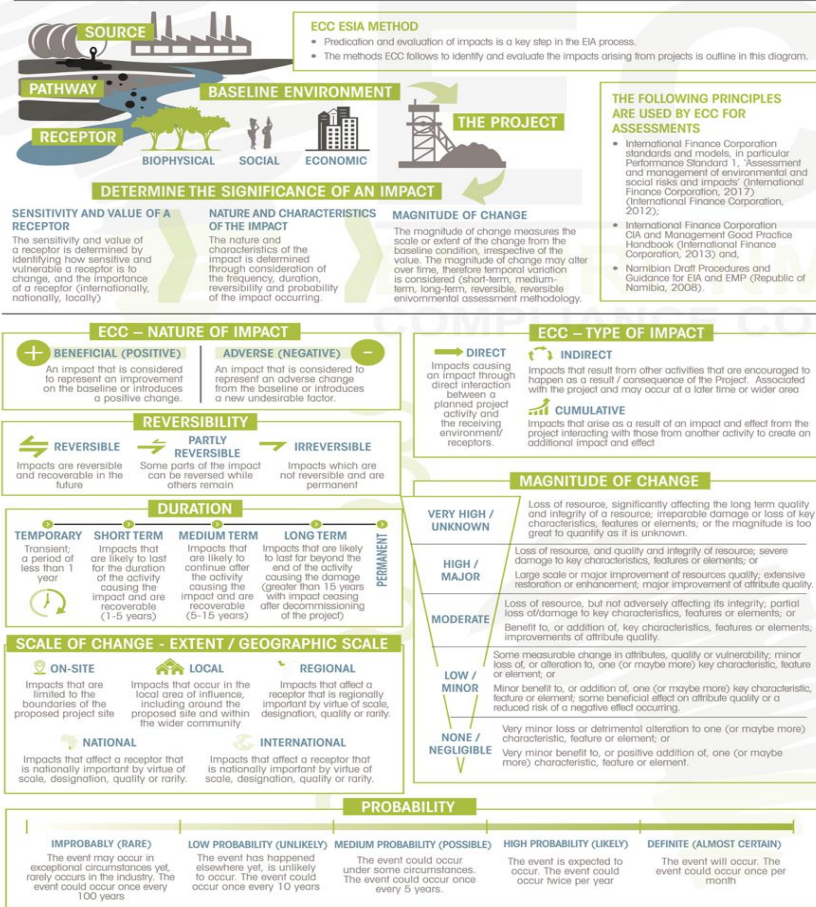 SOURCE
PATHWAY
RECEPTOR
BASELINE ENVIRONMENT
BIOPHYSICAL
SOCIAL
ECONOMIC
THE PROJECT
ECC ESIA METHOD
• Predication and evaluation of impacts is a key step in the EIA process.
• The methods ECC follows to identify and evaluate the impacts arising from projects is outline in this diagram.
THE FOLLOWING PRINCIPLES
ARE USED BY ECC FOR
ASSESSMENTS
• International Finance Corporation
standards and models, in particular
Performance Standard 1, 'Assessment
and management of environmental and
social risks and impacts' (International
Finance Corporation, 2017)
(International Finance Corporation,
2012);
• International Finance Corporation
CIA and Management Good Practice
Handbook (International Finance
Corporation, 2013) and,
• Namibian Draft Procedures and
Guidance for EIA and EMP (Republic of
Namibia, 2008).
DETERMINE THE SIGNIFICANCE OF AN IMPACT
SENSITIVITY AND VALUE OF A
RECEPTOR
The sensitivity and value of
a receptor is determined by
identifying how sensitive and
vulnerable a receptor is to
change, and the importance
of a receptor (internationally,
nationally, locally)
NATURE AND CHARACTERISTICS
OF THE IMPACT
The nature and
characteristics of the
impact is determined
through consideration of
the frequency, duration,
reversibility and probability
of the impact occurring.
MAGNITUDE OF CHANGE
The magnitude of change measures the
scale or extent of the change from the
baseline condition, irrespective of the
value. The magnitude of change may alter
over time, therefore temporal variation
is considered (short-term, medium-
term, long-term, reversible, reversible
enivornmental assessment methodology.
COMPLIANCE CO
ECC – NATURE OF IMPACT
+ BENEFICIAL (POSITIVE)
An impact that is considered
to represent an improvement
on the baseline or introduces
a positive change.
ADVERSE (NEGATIVE) -
An impact that is considered to
represent an adverse change
from the baseline or introduces
a new undesirable factor.
REVERSIBILITY
REVERSIBLE
Impacts are reversible
and recoverable in the
future
PARTLY
REVERSIBLE
Some parts of the impact
can be reversed while
others remain
IRREVERSIBLE
Impacts which are
not reversible and are
permanent
DURATION
TEMPORARY
Transient;
a period of
less than 1
year
SHORT TERM
Impacts that
are likely to last
for the duration
of the activity
causing the
impact and are
recoverable
(1-5 years)
MEDIUM TERM
Impacts that
are likely to
continue after
the activity
causing the
impact and are
recoverable
(5-15 years)
LONG TERM
Impacts that are likely
to last far beyond the
end of the activity
causing the damage
(greater than 15 years
with impact ceasing
after decommissioning
of the project)
PERMANENT
SCALE OF CHANGE - EXTENT / GEOGRAPHIC SCALE
ON-SITE
Impacts that are
limited to the
boundaries of the
proposed project site
LOCAL
Impacts that occur in the
local area of influence,
including around the
proposed site and within
the wider community
REGIONAL
Impacts that affect a
receptor that is regionally
important by virtue of scale,
designation, quality or rarity.
NATIONAL
Impacts that affect a receptor that
is nationally important by virtue of
scale, designation, quality or rarity.
INTERNATIONAL
Impacts that affect a receptor that
is nationally important by virtue of
scale, designation, quality or rarity.
ECC – TYPE OF IMPACT
DIRECT
Impacts causing
an impact through
direct interaction
between a
planned project
activity and
the receiving
environment/
receptors.
INDIRECT
Impacts that result from other activities that are encouraged to
happen as a result / consequence of the Project. Associated
with the project and may occur at a later time or wider area
CUMULATIVE
Impacts that arise as a result of an impact and effect from the
project interacting with those from another activity to create an
additional impact and effect
MAGNITUDE OF CHANGE
VERY HIGH /
UNKNOWN
Loss of resource, significantly affecting the long term quality
and integrity of a resource; irreparable damage or loss of key
characteristics, features or elements; or the magnitude is too
great to quantify as it is unknown.
HIGH /
MAJOR
Loss of resource, and quality and integrity of resource; severe
damage to key characteristics, features or elements; or
Large scale or major improvement of resources quality; extensive
restoration or enhancement; major improvement of attribute quality.
MODERATE
Loss of resource, but not adversely affecting its integrity; partial
loss of/damage to key characteristics, features or elements; or
Benefit to, or addition of, key characteristics, features or elements;
improvements of attribute quality.
LOW /
MINOR
Some measurable change in attributes, quality or vulnerability; minor
loss of, or alteration to, one (or maybe more) key characteristic, feature
or element; or
Minor benefit to, or addition of, one (or maybe more) key characteristic,
feature or element; some beneficial effect on attribute quality or a
reduced risk of a negative effect occurring.
NONE /
NEGLIGIBLE
Very minor loss or detrimental alteration to one (or maybe more)
characteristic, feature or element; or
Very minor benefit to, or positive addition of, one (or maybe
more) characteristic, feature or element.
PROBABILITY
IMPROBABLY (RARE)
The event may occur in
exceptional circumstances yet,
rarely occurs in the industry. The
event could occur once every
100 years
LOW PROBABILITY (UNLIKELY)
The event has happened
elsewhere yet, is unlikely
to occur. The event could
occur once every 10 years
MEDIUM PROBABILITY (POSSIBLE)
The event could occur
under some circumstances.
The event could occur once
every 5 years.
HIGH PROBABILITY (LIKELY)
The event is expected to
occur. The event could
occur twice per year
DEFINITE (ALMOST CERTAIN)
The event will occur. The
event could occur once per
month